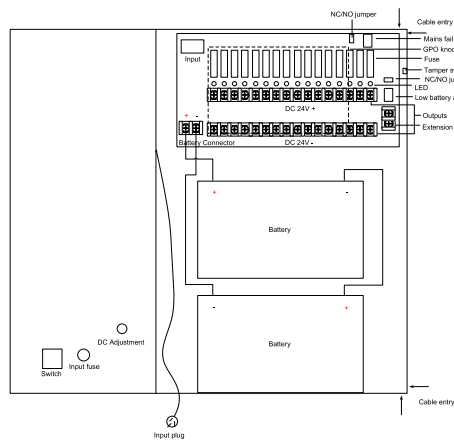 NC/NO jumper
Cable entry
Mains fail
Input
GPO knoc
Fuse
Tamper s
NC/NO ju
LED
Low battery a
DC 24V +
Outputs
+ -
Extension
Battery Connector
DC 24V -
+ -
Battery
- +
Battery
DC Adjustment
Input fuse
Switch
Cable entry
Input plug